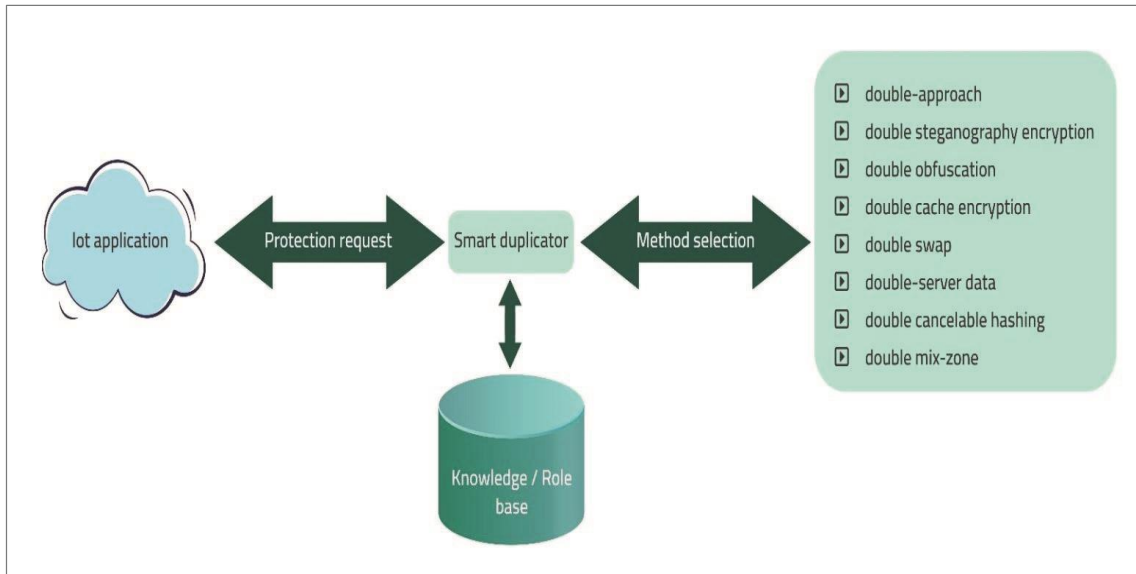 Iot application
Protection request
Smart duplicator
Method selection
double-approach
double steganography encryption
double obfuscation
double cache encryption
double swap
double-server data
double cancelable hashing
double mix-zone
Knowledge / Role
base